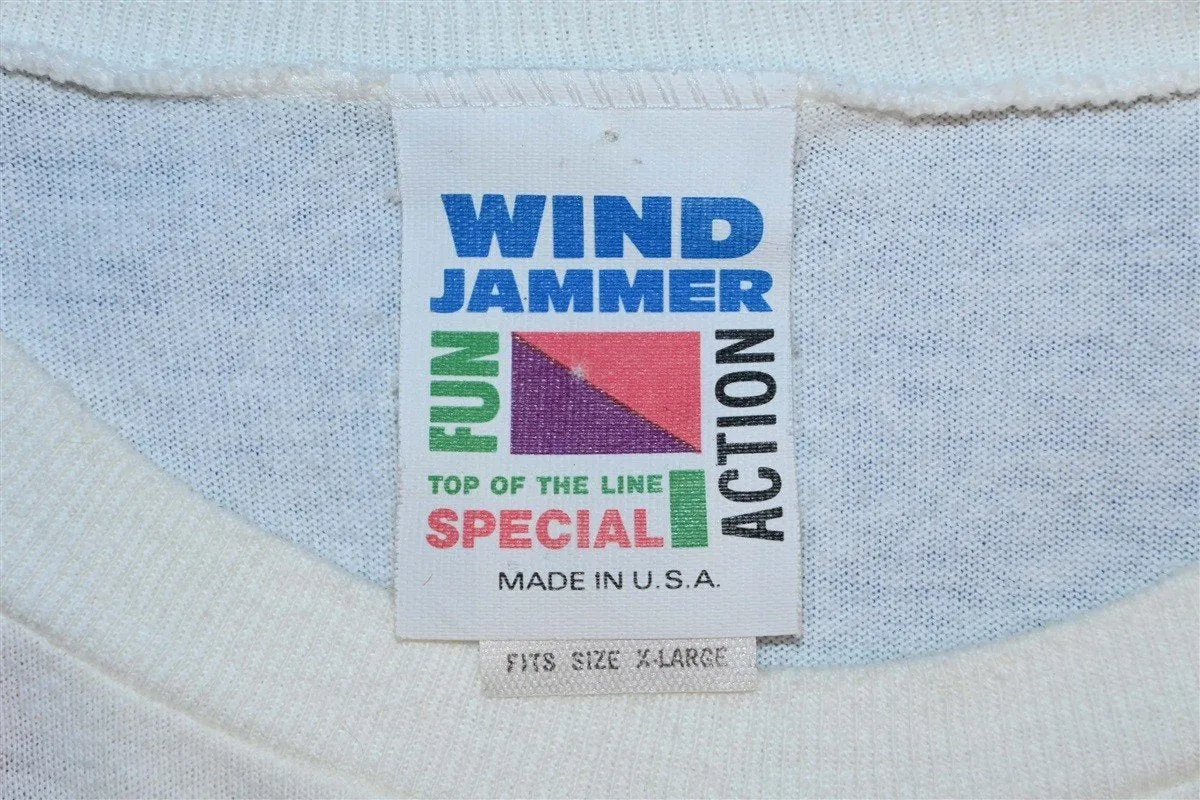 WIND
JAMMER
FUN
ACTION
TOP OF THE LINE
SPECIAL
MADE IN U.S.A.
FITS SIZE X-LARGE